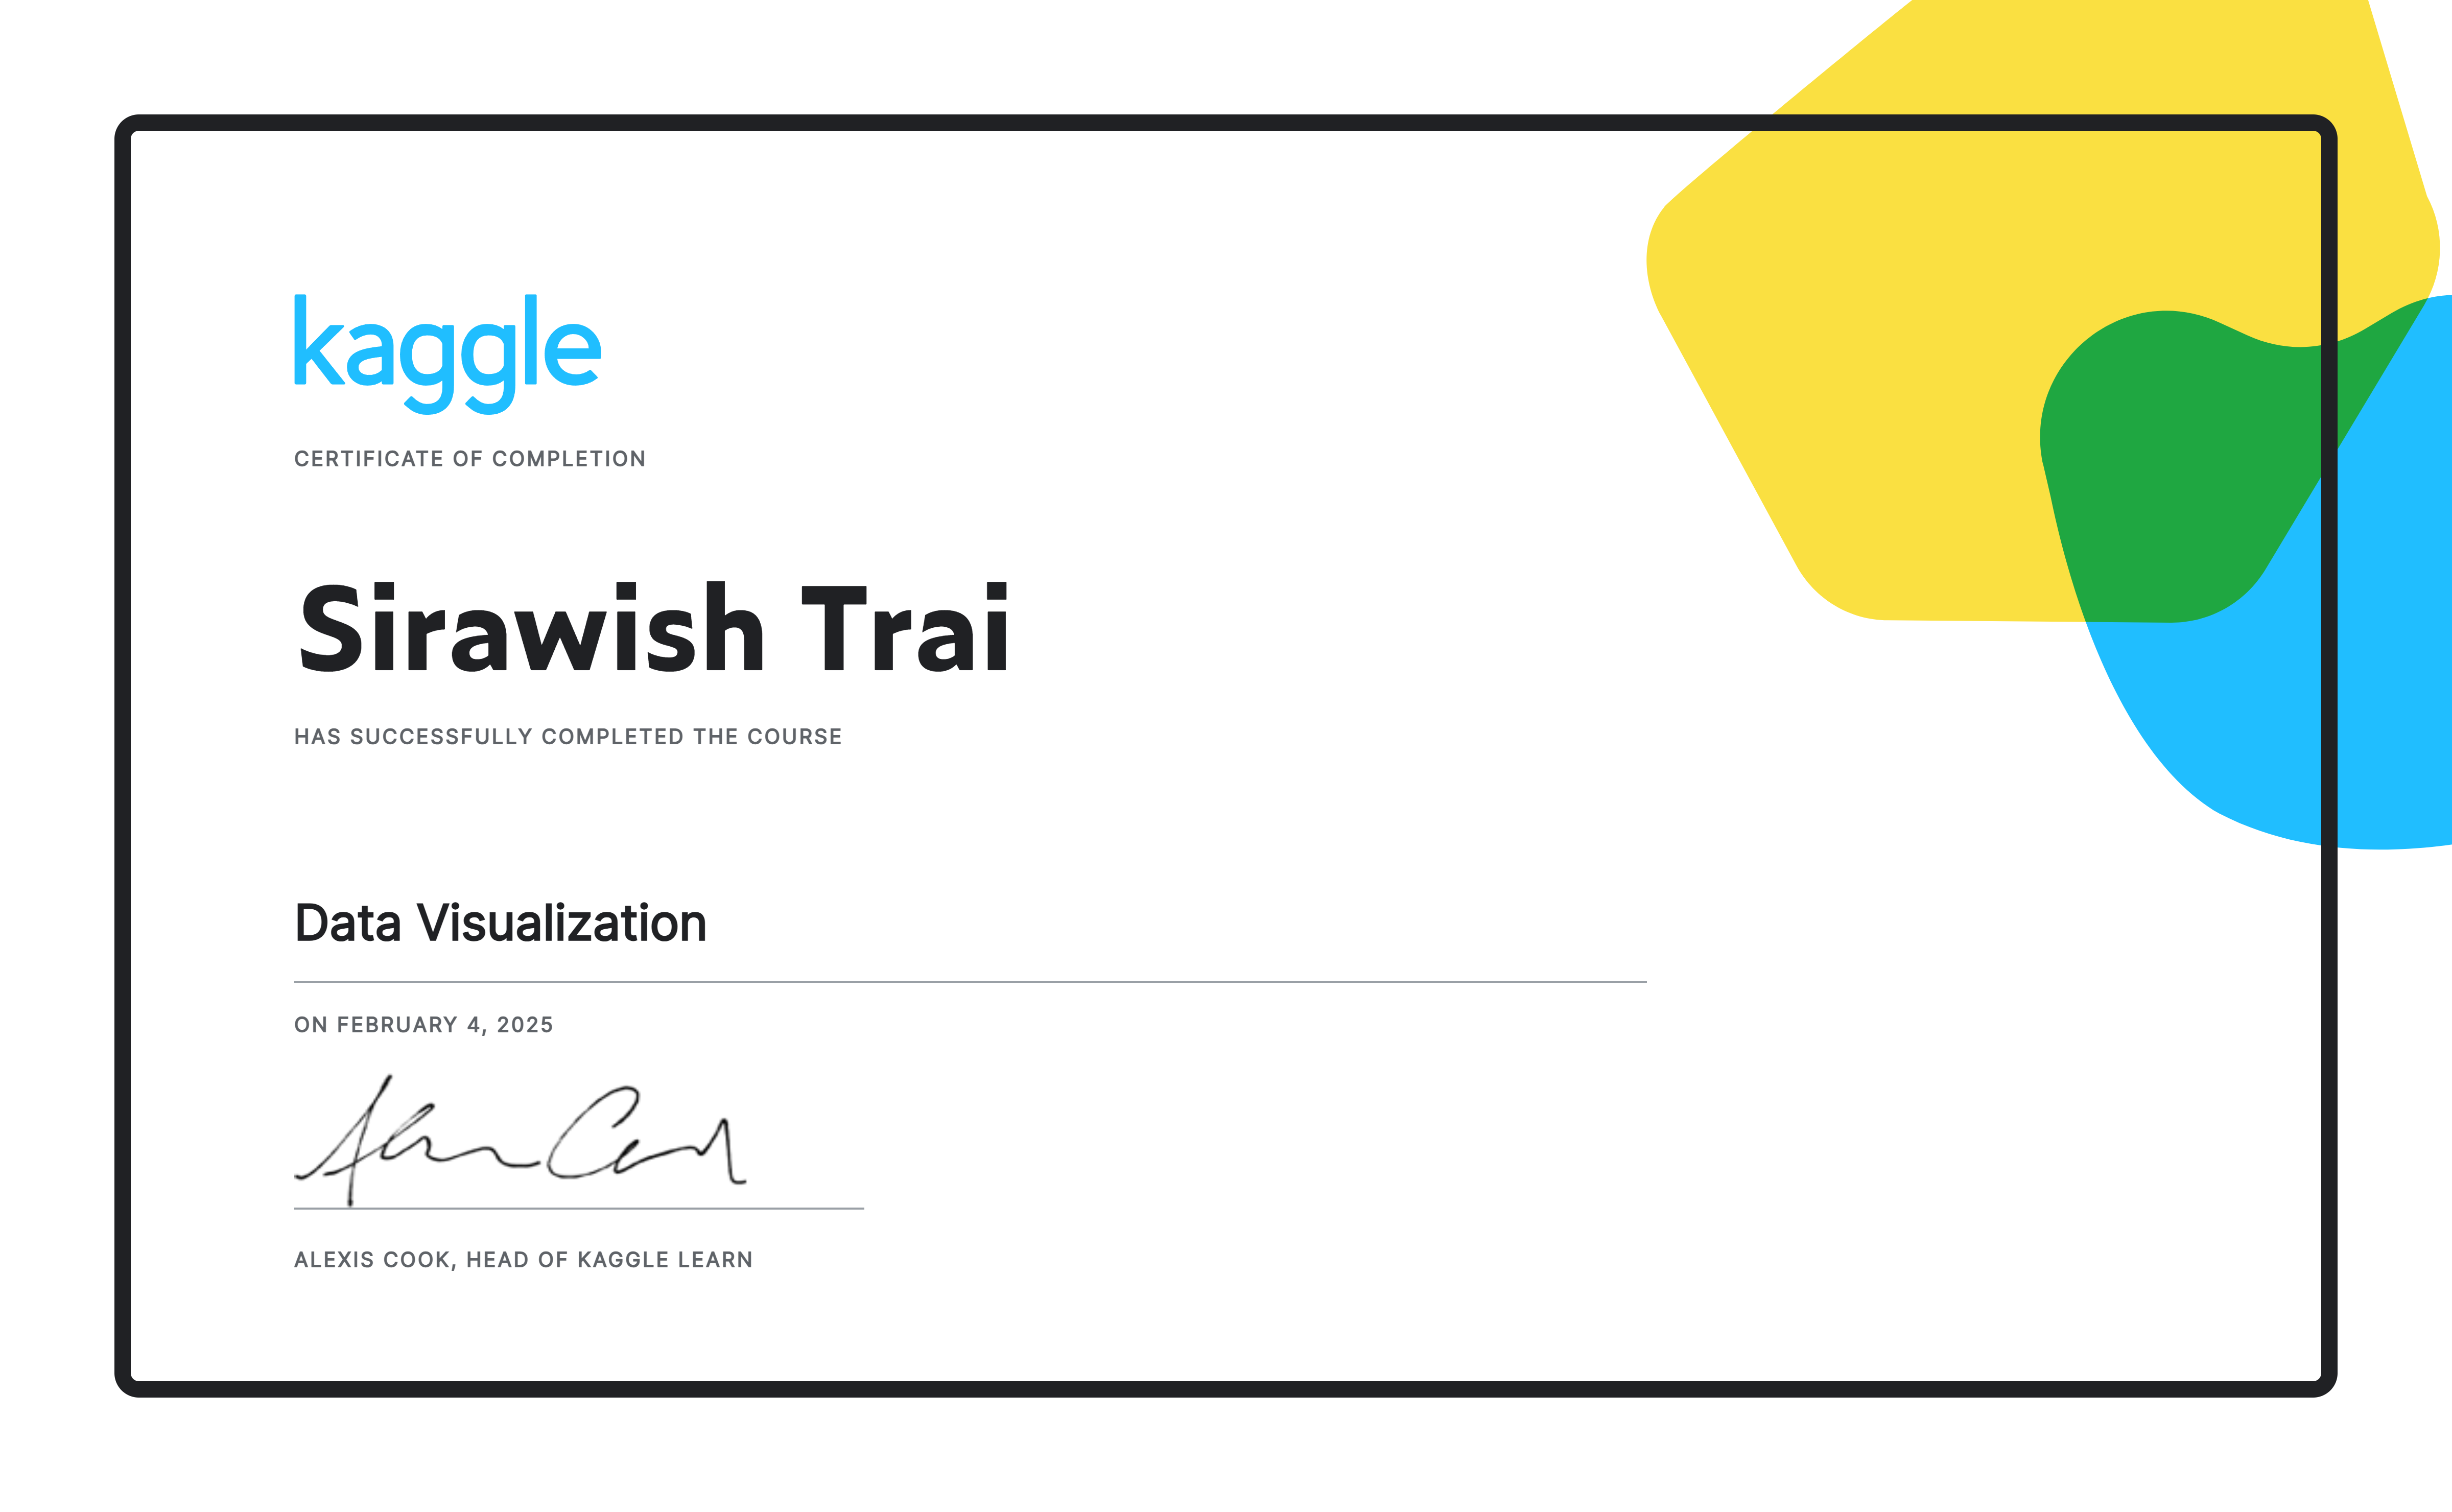 kaggle
CERTIFICATE OF COMPLETION
Sirawish Trai
HAS SUCCESSFULLY COMPLETED THE COURSE
Data Visualization
ON FEBRUARY 4, 2025
ALEXIS COOK, HEAD OF KAGGLE LEARN